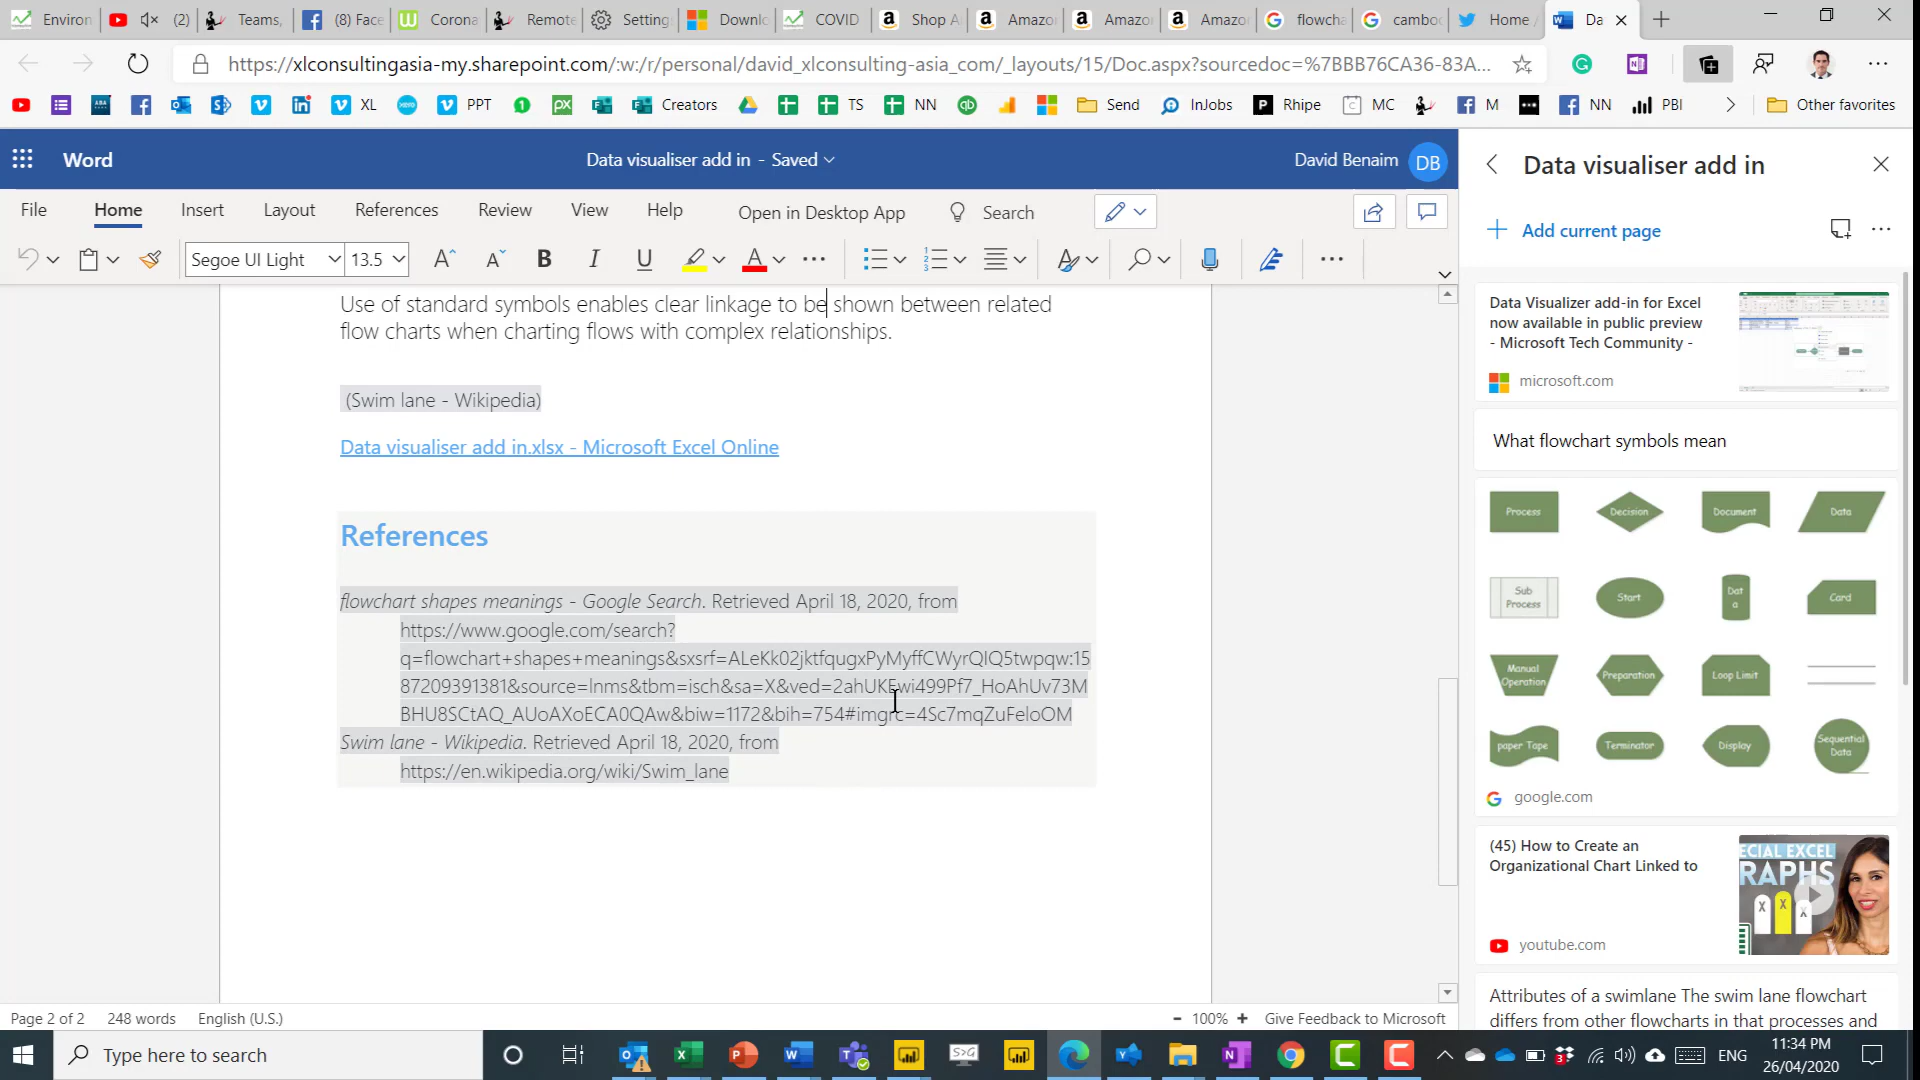 Environ
(2)
Teams,
(8) Face
Corona
Remote
Setting
Downlo
COVID
Shop A
Amazo
Amazo
Amazo
flowcha
cambo
Home /
Da
https://xlconsultingasia-my.sharepoint.com/:w:/r/personal/david_xlconsulting-asia_com/_layouts/15/Doc.aspx?sourcedoc=%7BBB76CA36-83A...
XL
PPT
Creators
TS
NN
Send
InJobs
Rhipe
MC
M
NN
PBI
Other favorites
Word
Data visualiser add in - Saved
David Benaim
DB
File
Home
Insert
Layout
References
Review
View
Help
Open in Desktop App
Search
Segoe UI Light
13.5
Use of standard symbols enables clear linkage to be shown between related
flow charts when charting flows with complex relationships.
(Swim lane - Wikipedia)
Data visualiser add in.xlsx - Microsoft Excel Online
References
flowchart shapes meanings - Google Search. Retrieved April 18, 2020, from
https://www.google.com/search?
q=flowchart+shapes+meanings&sxsrf=ALeKk02jktfqugxPyMyffCWyrQIQ5twpqw:15
87209391381&source=lnms&tbm=isch&sa=X&ved=2ahUKEwi499Pf7_HoAhUv73M
BHU8SCtAQ_AUoAXoECA0QAw&biw=1172&bih=754#imgrc=4Sc7mqZuFeloOM
Swim lane - Wikipedia. Retrieved April 18, 2020, from
https://en.wikipedia.org/wiki/Swim_lane
Page 2 of 2
248 words
English (U.S.)
100%
Give Feedback to Microsoft
Data visualiser add in
Add current page
Data Visualizer add-in for Excel
now available in public preview
- Microsoft Tech Community -
microsoft.com
What flowchart symbols mean
Process
Decision
Document
Data
Sub
Process
Start
Dat
a
Card
Manual
Operation
Preparation
Loop Limit
paper Tape
Terminator
Display
Sequential
Data
google.com
(45) How to Create an
Organizational Chart Linked to
ECIAL EXCEL
RAPHS
youtube.com
Attributes of a swimlane The swim lane flowchart
differs from other flowcharts in that processes and
Type here to search
ENG
11:34 PM
26/04/2020